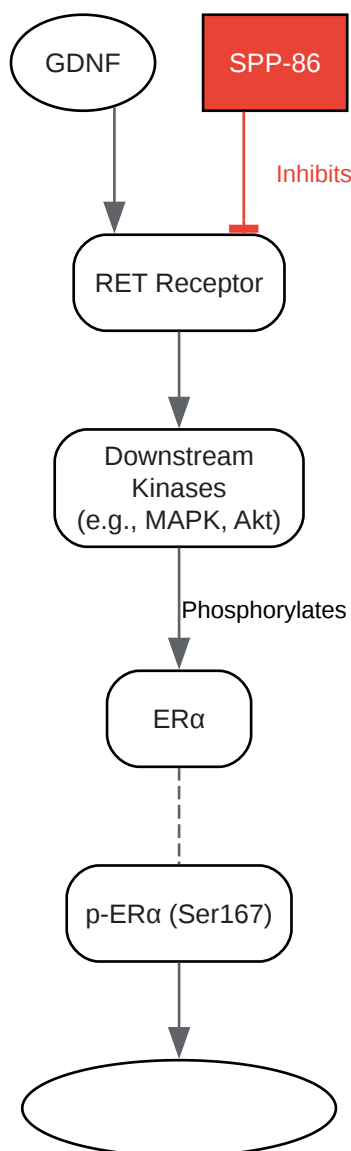 GDNF
SPP-86
Inhibits
RET Receptor
Downstream
Kinases
(e.g., MAPK, Akt)
Phosphorylates
ERα
p-ERα (Ser167)